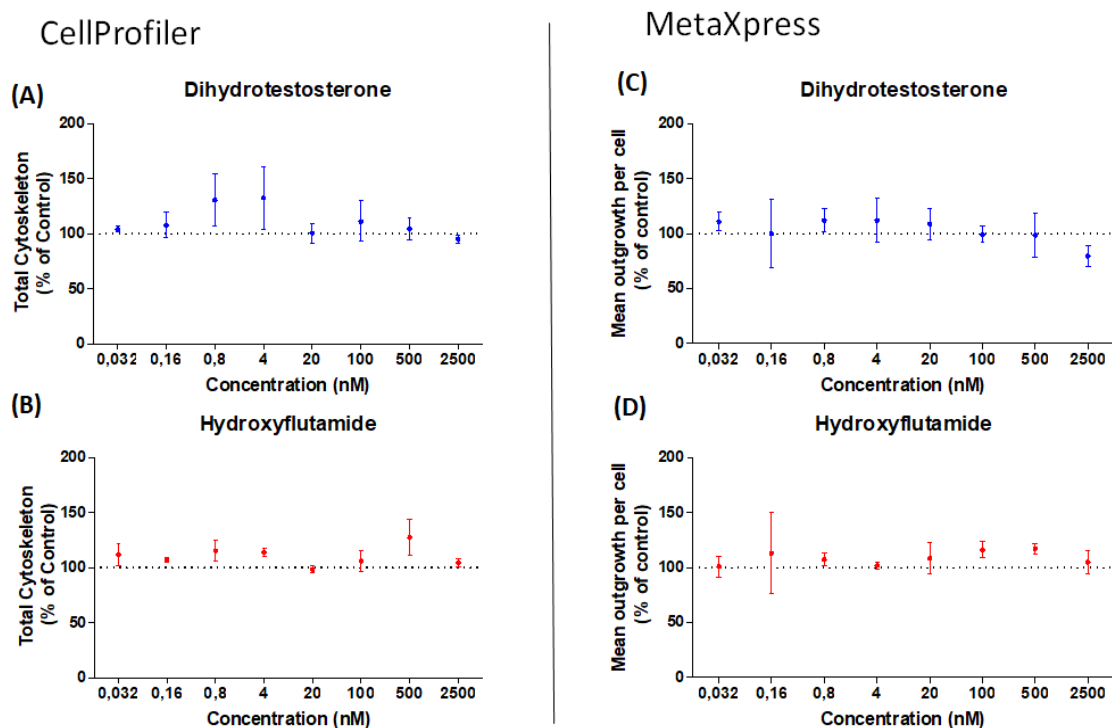 CellProfiler
(A)
Dihydrotestosterone
Total Cytoskeleton
(% of Control)
200
150
100
50
0
0,032 0,16 0,8 4 20 100 500 2500
Concentration (nM)
(B)
Hydroxyflutamide
Total Cytoskeleton
(% of Control)
200
150
100
50
0
0,032 0,16 0,8 4 20 100 500 2500
Concentration (nM)
MetaXpress
(C)
Dihydrotestosterone
Mean outgrowth per cell
(% of control)
200
150
100
50
0
0,032 0,16 0,8 4 20 100 500 2500
Concentration (nM)
(D)
Hydroxyflutamide
Mean outgrowth per cell
(% of control)
200
150
100
50
0
0,032 0,16 0,8 4 20 100 500 2500
Concentration (nM)